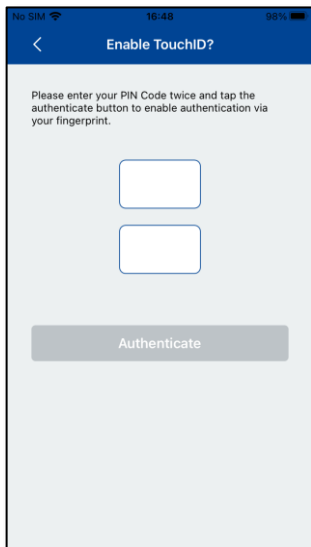 No SIM 16:48 98%
Enable TouchID?
Please enter your PIN Code twice and tap the
authenticate button to enable authentication via
your fingerprint.
Authenticate